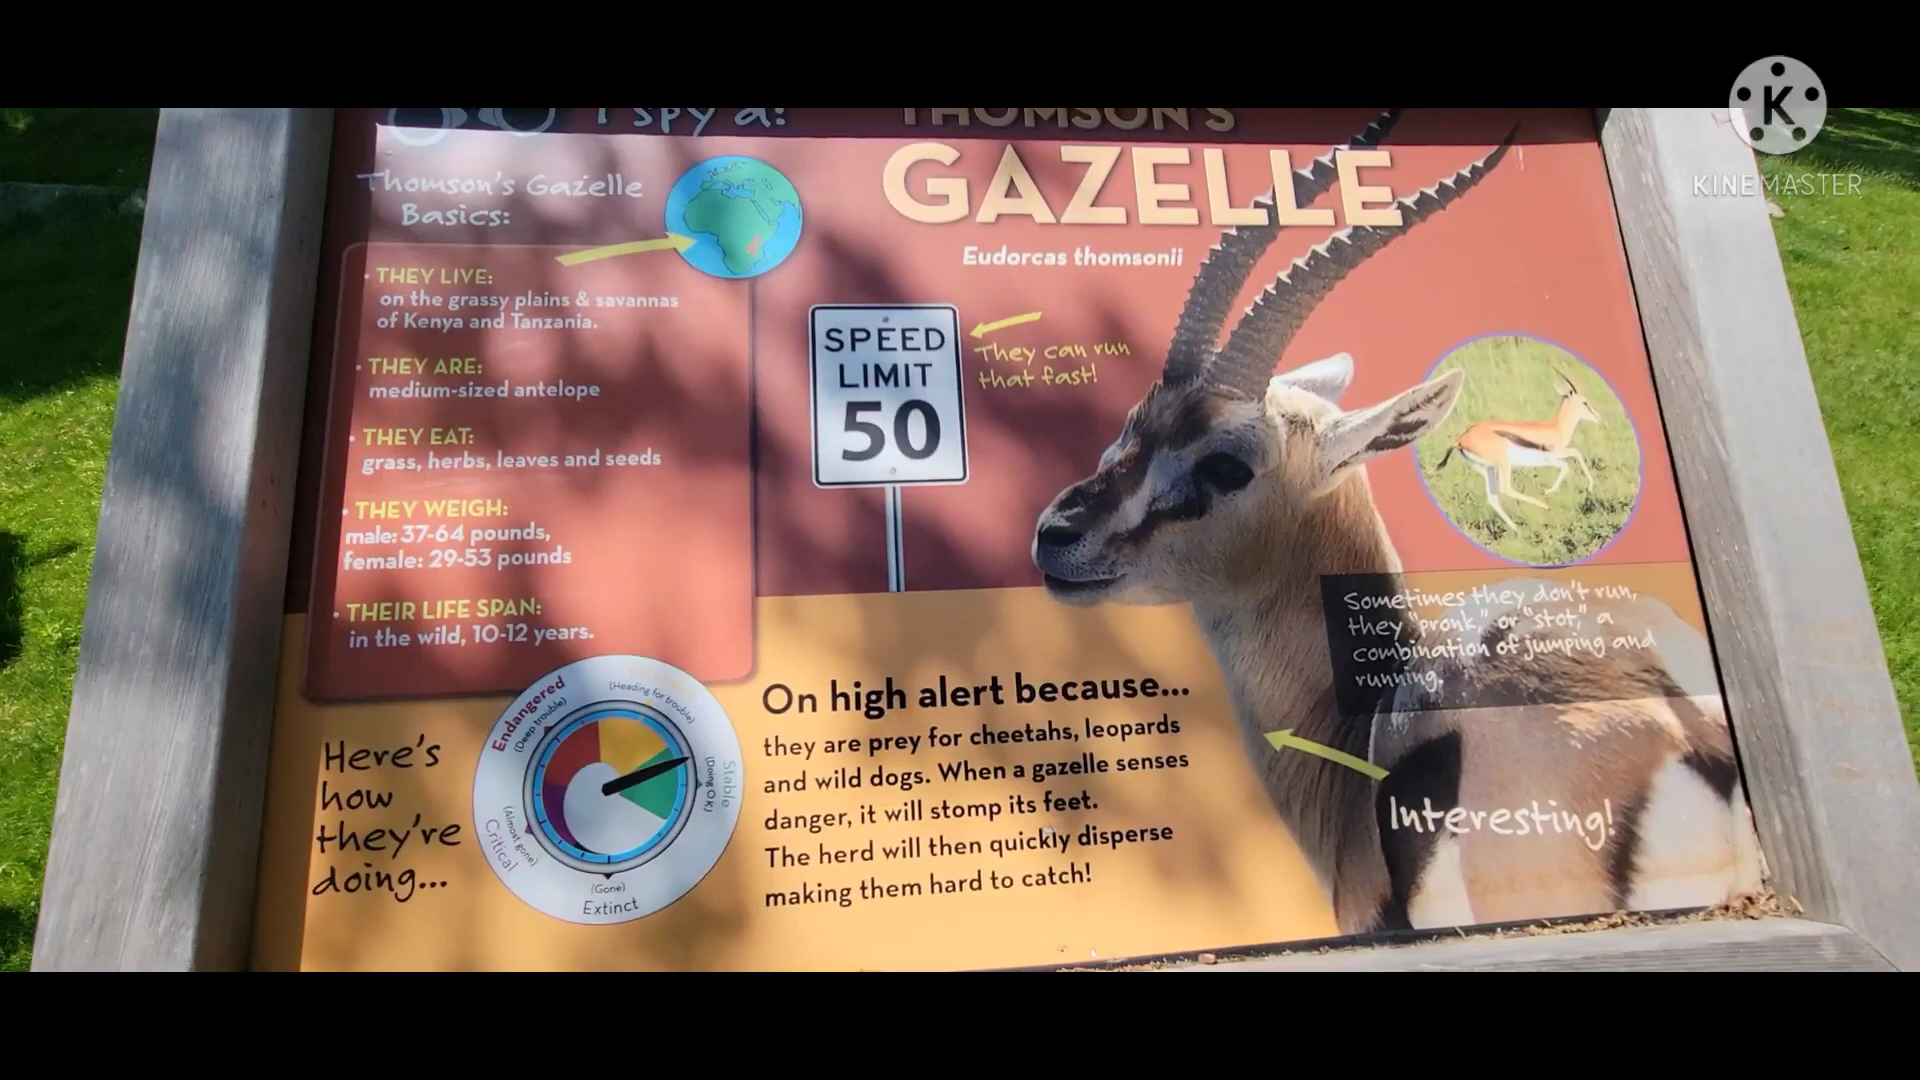 I spy a:
THOMSON'S
GAZELLE
Eudorcas thomsonii
K
KINEMASTER
Thomson's Gazelle
Basics:
• THEY LIVE:
on the grassy plains & savannas
of Kenya and Tanzania.
• THEY ARE:
medium-sized antelope
• THEY EAT:
grass, herbs, leaves and seeds
• THEY WEIGH:
male: 37-64 pounds,
female: 29-53 pounds
• THEIR LIFE SPAN:
in the wild, 10-12 years.
SPEED
LIMIT
50
They can run
that fast!
Sometimes they don't run,
they "pronk," or "stot," a
combination of jumping and
running.
Interesting!
Here's
how
they're
doing...
Endangered
(Deep trouble)
(Heading for trouble)
Stable
(Doing OK)
Critical
(Almost gone)
(Gone)
Extinct
On high alert because...
they are prey for cheetahs, leopards
and wild dogs. When a gazelle senses
danger, it will stomp its feet.
The herd will then quickly disperse
making them hard to catch!